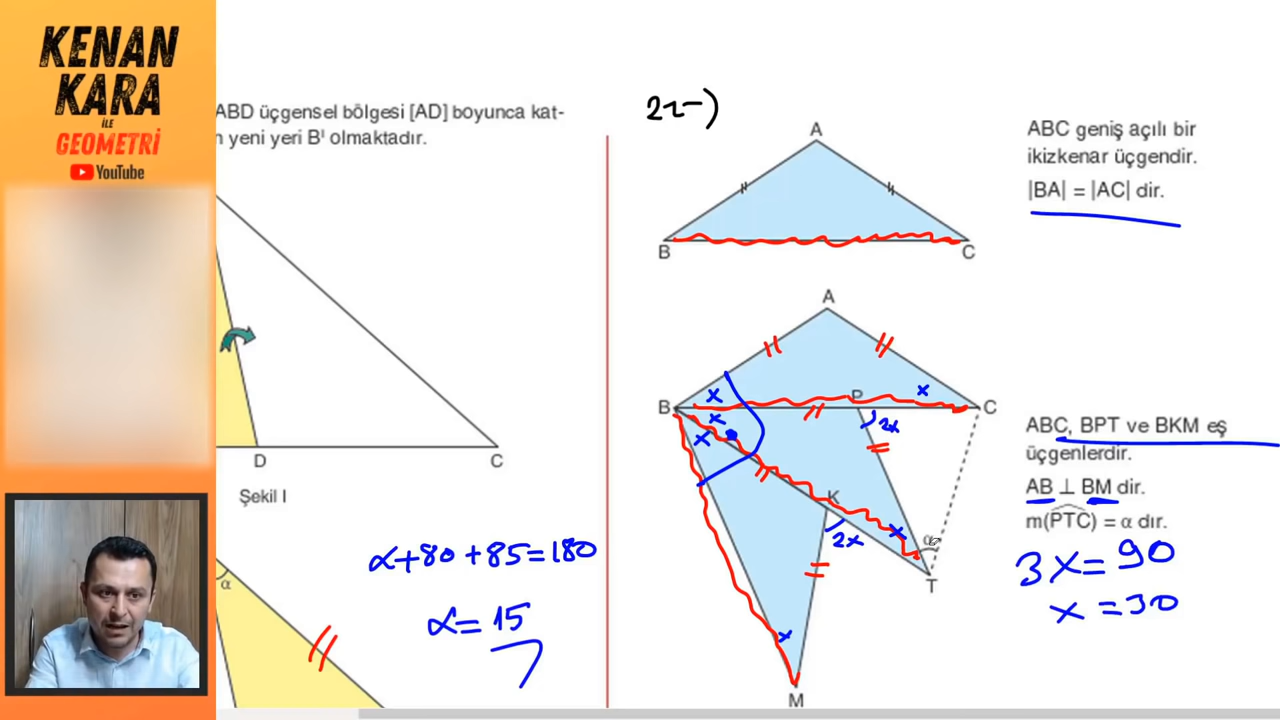 KENAN
KARA
İLE
GEOMETRİ
YouTube
ABD üçgensel bölgesi [AD] boyunca kat-
n yeni yeri Bᴵ olmaktadır.
D
C
Şekil I
α
α+80+85=180
α=15
22-)
A
B
C
ABC geniş açılı bir
ikizkenar üçgendir.
|BA| = |AC| dir.
A
B
P
C
x
x
x
x
2x
K
2x
x
α
T
x
M
ABC, BPT ve BKM eş
üçgenlerdir.
AB ⊥ BM dir.
m(PTC) = α dır.
3x=90
x=30